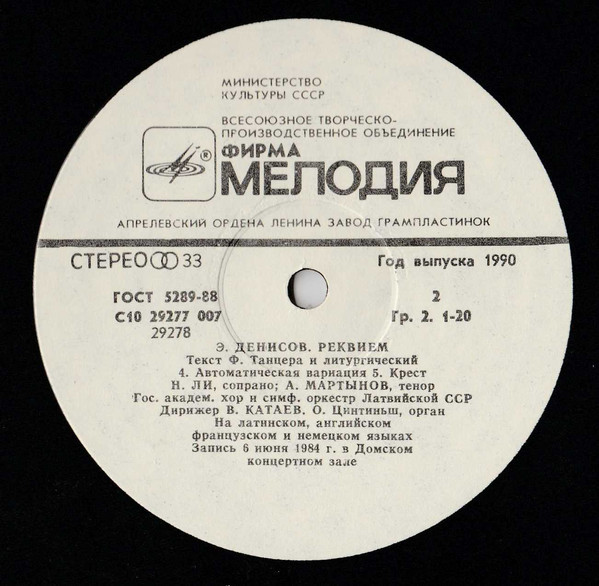 МИНИСТЕРСТВО
КУЛЬТУРЫ СССР
ВСЕСОЮЗНОЕ ТВОРЧЕСКО-
ПРОИЗВОДСТВЕННОЕ ОБЪЕДИНЕНИЕ
ФИРМА
® МЕЛОДИЯ
АПРЕЛЕВСКИЙ ОРДЕНА ЛЕНИНА ЗАВОД ГРАМПЛАСТИНОК
СТЕРЕО 33 Год выпуска 1990
ГОСТ 5289-88 2
С10 29277 007 Гр. 2. 1-20
29278
Э. ДЕНИСОВ. РЕКВИЕМ
Текст Ф. Танцера и литургический
4. Автоматическая вариация 5. Крест
Н. ЛИ, сопрано; А. МАРТЫНОВ, тенор
Гос. академ. хор и симф. оркестр Латвийской ССР
Дирижер В. КАТАЕВ, О. Цинтиньш, орган
На латинском, английском
французском и немецком языках
Запись 6 июня 1984 г. в Домском
концертном зале